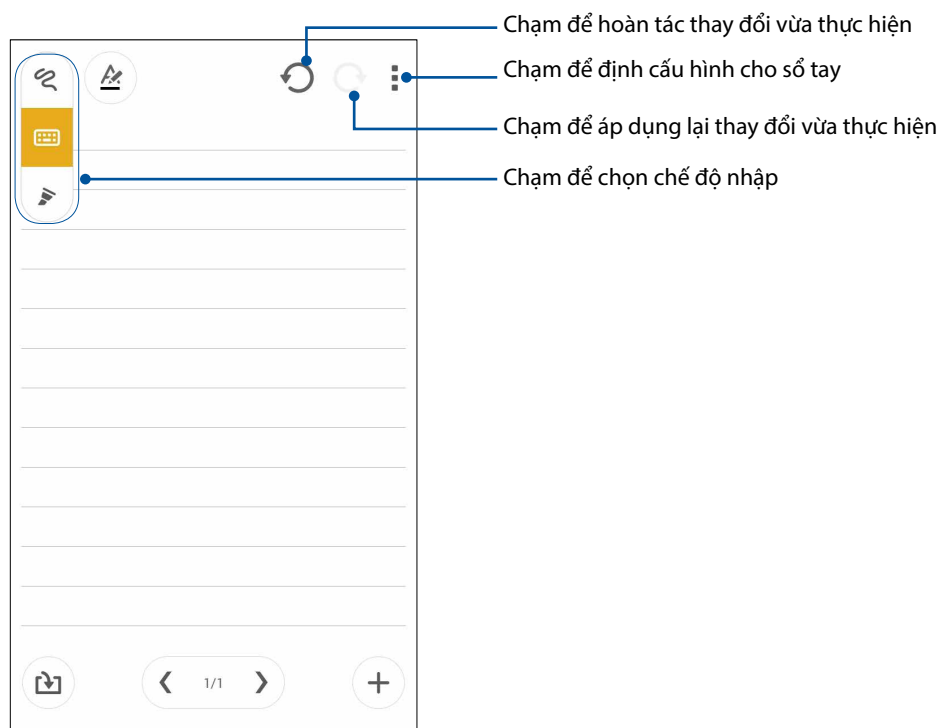 Chạm để hoàn tác thay đổi vừa thực hiện
Chạm để định cấu hình cho sổ tay
Chạm để áp dụng lại thay đổi vừa thực hiện
Chạm để chọn chế độ nhập
1/1